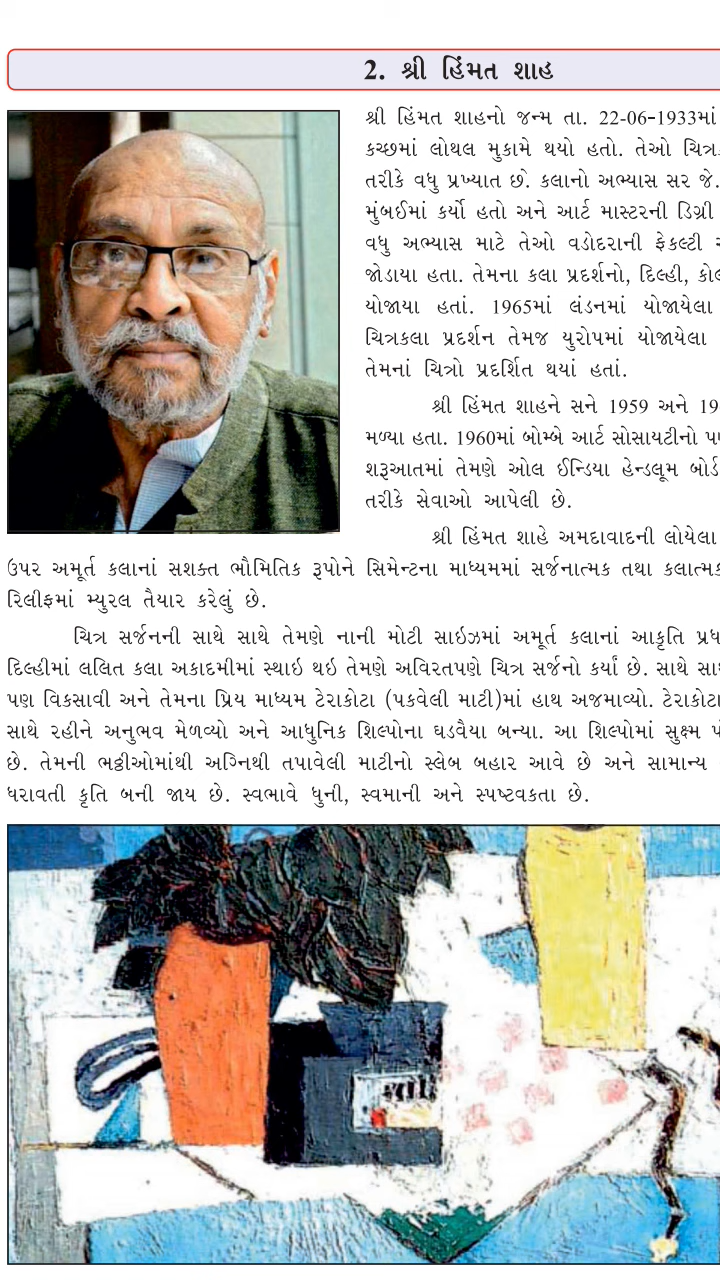 2. શ્રી હિંમત શાહ
શ્રી હિંમત શાહનો જન્મ તા. 22-06-1933માં
કચ્છમાં લોથલ મુકામે થયો હતો. તેઓ
તરીકે વધુ પ્રખ્યાત છે. કલાનો અભ્યાસ સર જે.
મુંબઈમાં કર્યો હતો અને આર્ટ માસ્ટરની ડિગ્રી
વધુ અભ્યાસ માટે તેઓ વડોદરાની ફેકલ્ટી
જોડાયા હતા. તેમના કલા પ્રદર્શનો, દિલ્હી,
યોજાયા હતાં. 1965માં લંડનમાં યોજાયેલા
ચિત્રકલા પ્રદર્શન તેમજ યુરોપમાં યોજાયેલા
તેમનાં ચિત્રો પ્રદર્શિત થયાં હતાં.
શ્રી હિંમત શાહને સને 1959 અને
મળ્યા હતા. 1960માં બોમ્બે આર્ટ સોસાયટીનો
શરૂઆતમાં તેમણે ઓલ ઈન્ડિયા હેન્ડલૂમ બોર્ડ
તરીકે સેવાઓ આપેલી છે.
શ્રી હિંમત શાહે અમદાવાદની લોયેલા
ઉપર અમૂર્ત કલાનાં સશક્ત ભૌમિતિક રૂપોને સિમેન્ટના માધ્યમમાં સર્જનાત્મક તથા
રિલીફમાં મ્યુરલ તૈયાર કરેલું છે.
ચિત્ર સર્જનની સાથે સાથે તેમણે નાની મોટી સાઇઝમાં અમૂર્ત કલાનાં આકૃતિ
દિલ્હીમાં લલિત કલા અકાદમીમાં સ્થાઇ થઇ તેમણે અવિરતપણે ચિત્ર સર્જનો કર્યાં છે. સાથે
પણ વિકસાવી અને તેમના પ્રિય માધ્યમ ટેરાકોટા (પકવેલી માટી)માં હાથ અજમાવ્યો. ટેરાકોટા
સાથે રહીને અનુભવ મેળવ્યો અને આધુનિક શિલ્પોના ઘડવૈયા બન્યા. આ શિલ્પોમાં સુક્ષ્મ
છે. તેમની ભઠ્ઠીઓમાંથી અગ્નિથી તપાવેલી માટીનો સ્લેબ બહાર આવે છે અને સામાન્ય
ધરાવતી કૃતિ બની જાય છે. સ્વભાવે ધુની, સ્વમાની અને સ્પષ્ટવકતા છે.